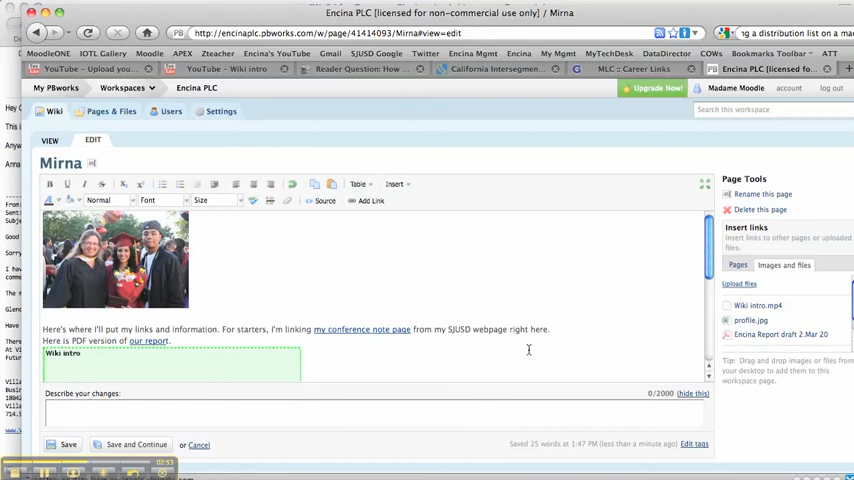 Encina PLC [licensed for non-commercial use only] / Mirna
http://encinaplc.pbworks.com/w/page/41414093/Mirna#view=edit
ng a distribution list on a mac
MoodleONE IOTL Gallery Moodle APEX Zteacher Encina's YouTube Gmail SJUSD Google Encina Mgmt Encina My Mgmt MyTechDesk DataDirector COWs Bookmarks Toolbar ATT
YouTube - Upload you... YouTube - Wiki intro Reader Question: How ... California Intersegmen... MLC :: Career Links Encina PLC [licensed fo...
My PBworks Workspaces Encina PLC Upgrade Now! Madame Moodle account log out
Wiki Pages & Files Users Settings Search this workspace
VIEW EDIT
Mirna
Page Tools
Rename this page
Delete this page
Table Insert
Normal Font Size Source Add Link
Insert links
Insert links to other pages or uploaded files.
Pages Images and files
Upload files
Wiki intro.mp4
profile.jpg
Encina Report draft 2.Mar 20
Here's where I'll put my links and information. For starters, I'm linking my conference note page from my SJUSD webpage right here.
Here is PDF version of our report.
Wiki intro
Tip: Drag and drop images or files from your desktop to add them to this workspace page.
Describe your changes: 0/2000 (hide this)
Save Save and Continue or Cancel Saved 25 words at 1:47 PM (less than a minute ago) Edit tags
02:53